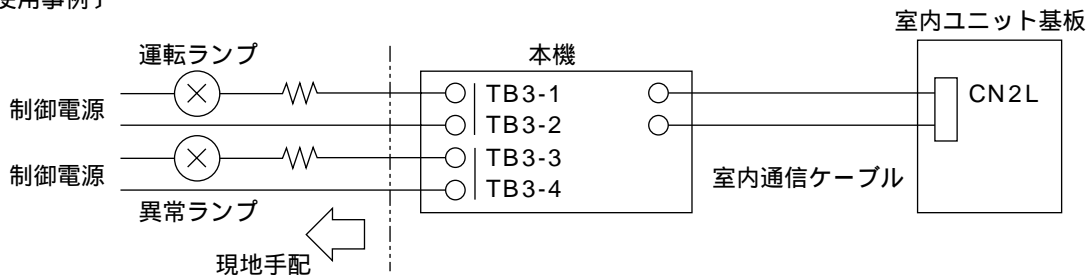 使用事例
室内ユニット基板
運転ランプ
本機
制御電源
TB3-1
CN2L
TB3-2
制御電源
TB3-3
TB3-4
室内通信ケーブル
異常ランプ
現地手配